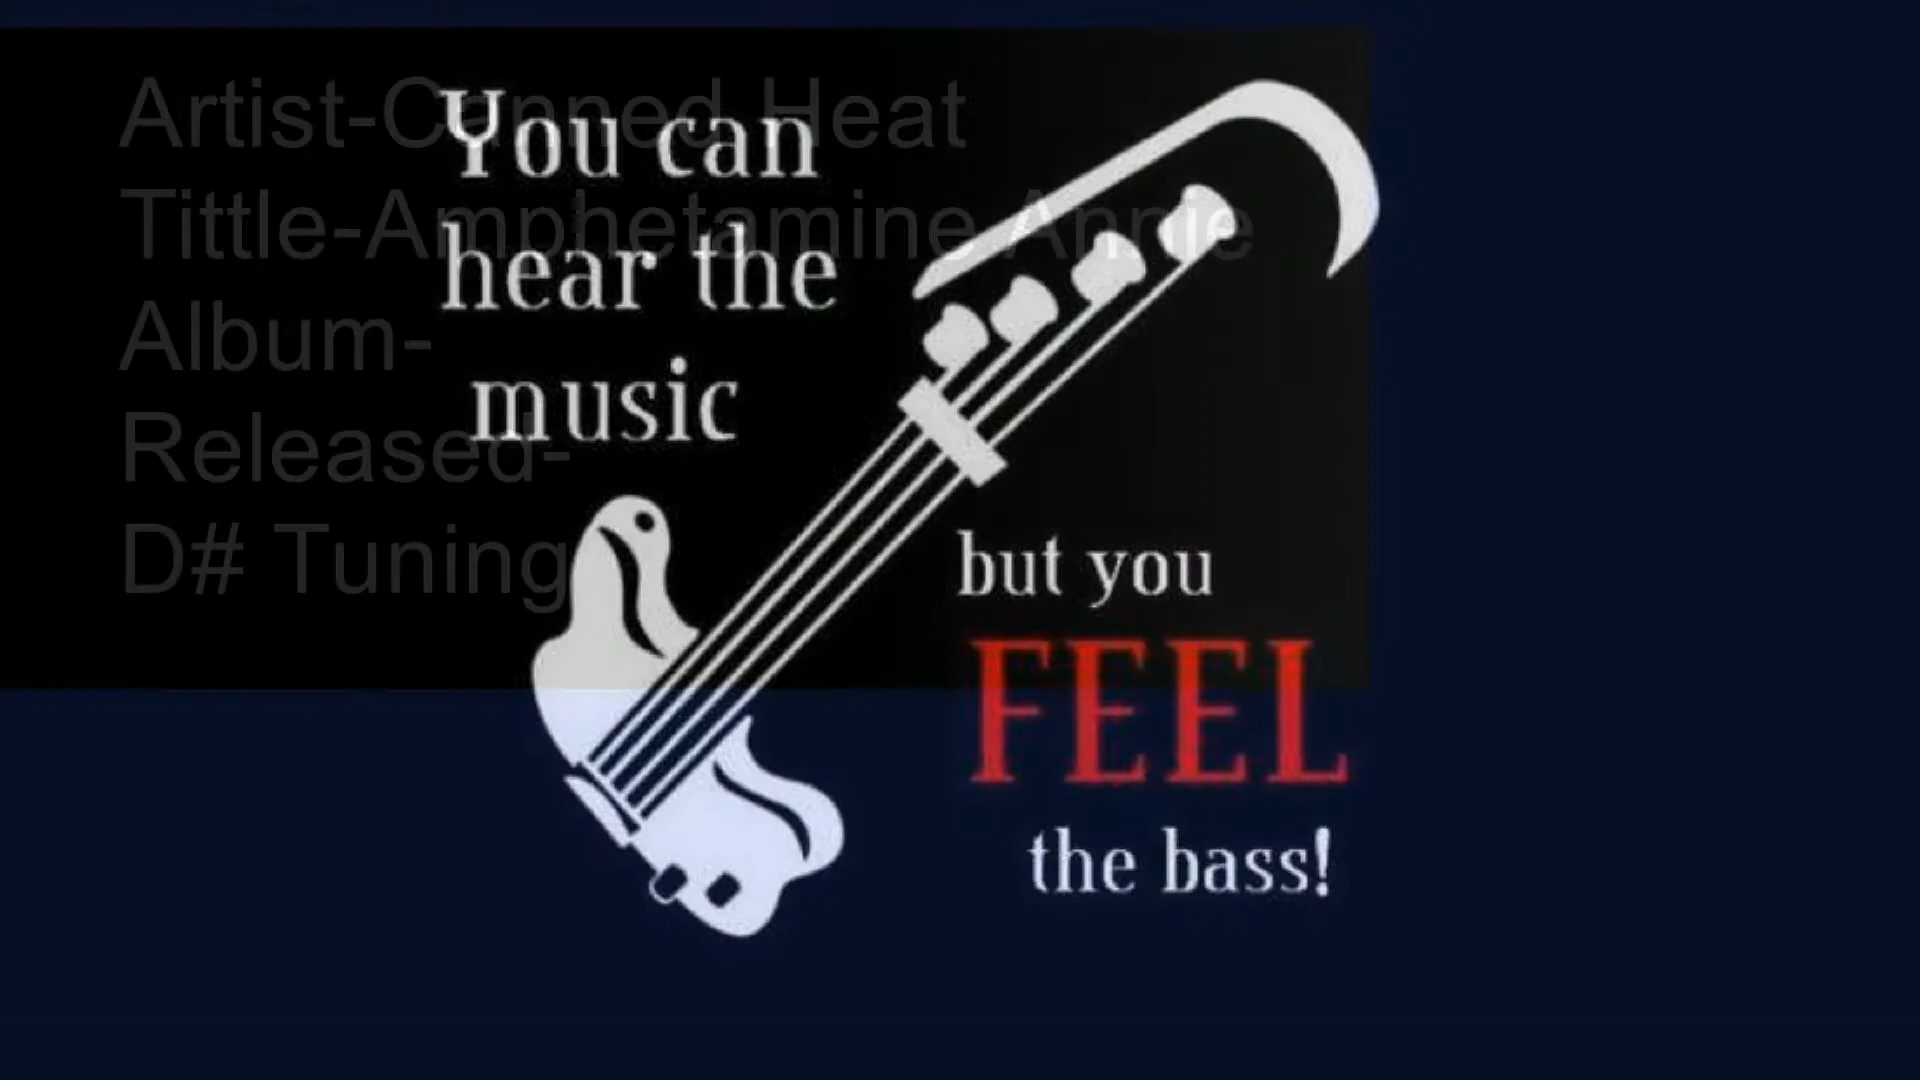 Artist-Canned Heat
Tittle-Amphetamine Annie
Album-
Released-
D# Tuning
You can
hear the
music
but you
FEEL
the bass!